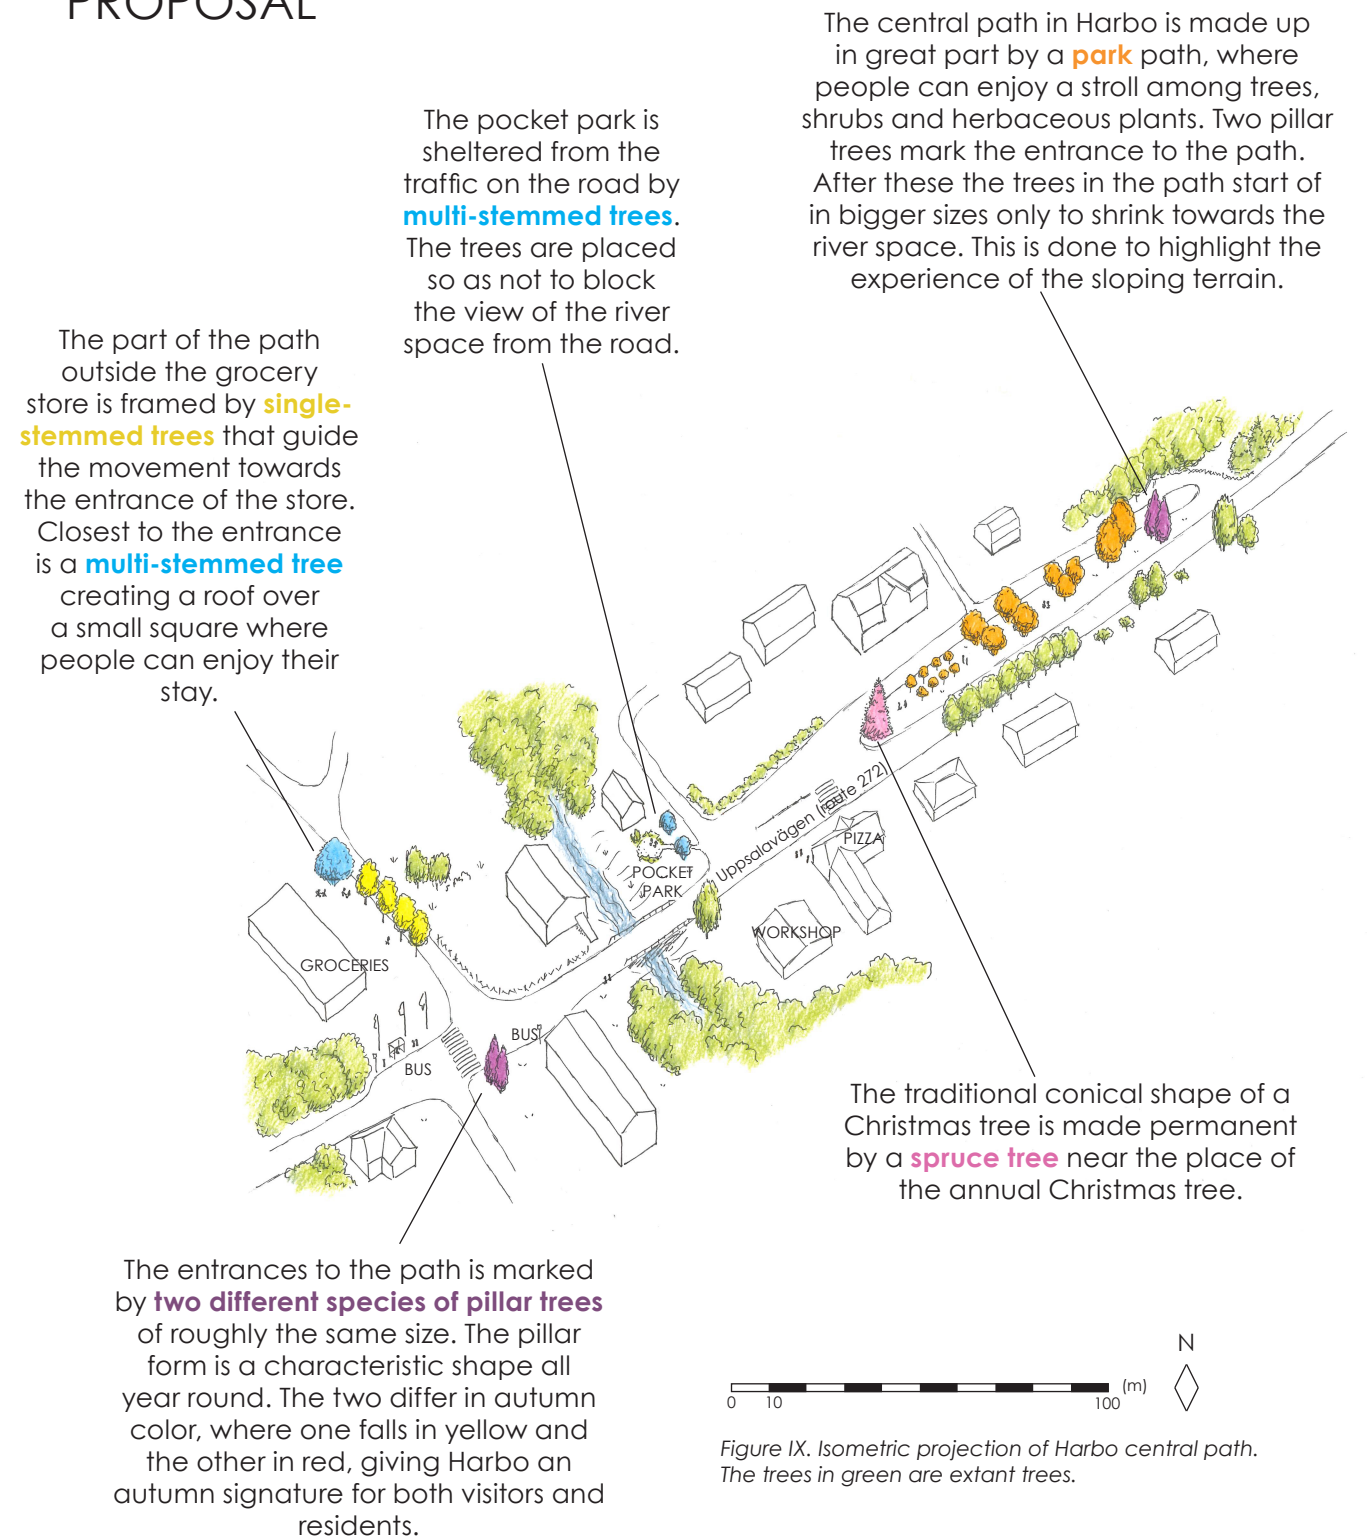 PROPOSAL
The central path in Harbo is made up
in great part by a park path, where
people can enjoy a stroll among trees,
shrubs and herbaceous plants. Two pillar
trees mark the entrance to the path.
After these the trees in the path start of
in bigger sizes only to shrink towards the
river space. This is done to highlight the
experience of the sloping terrain.
The pocket park is
sheltered from the
traffic on the road by
multi-stemmed trees.
The trees are placed
so as not to block
the view of the river
space from the road.
The part of the path
outside the grocery
store is framed by single-
stemmed trees that guide
the movement towards
the entrance of the store.
Closest to the entrance
is a multi-stemmed tree
creating a roof over
a small square where
people can enjoy their
stay.
Uppsalavägen (route 272)
PIZZA
POCKET
PARK
WORKSHOP
GROCERIES
BUS
BUS
The traditional conical shape of a
Christmas tree is made permanent
by a spruce tree near the place of
the annual Christmas tree.
The entrances to the path is marked
by two different species of pillar trees
of roughly the same size. The pillar
form is a characteristic shape all
year round. The two differ in autumn
color, where one falls in yellow and
the other in red, giving Harbo an
autumn signature for both visitors and
residents.
N
(m)
0 10 100
Figure IX. Isometric projection of Harbo central path.
The trees in green are extant trees.